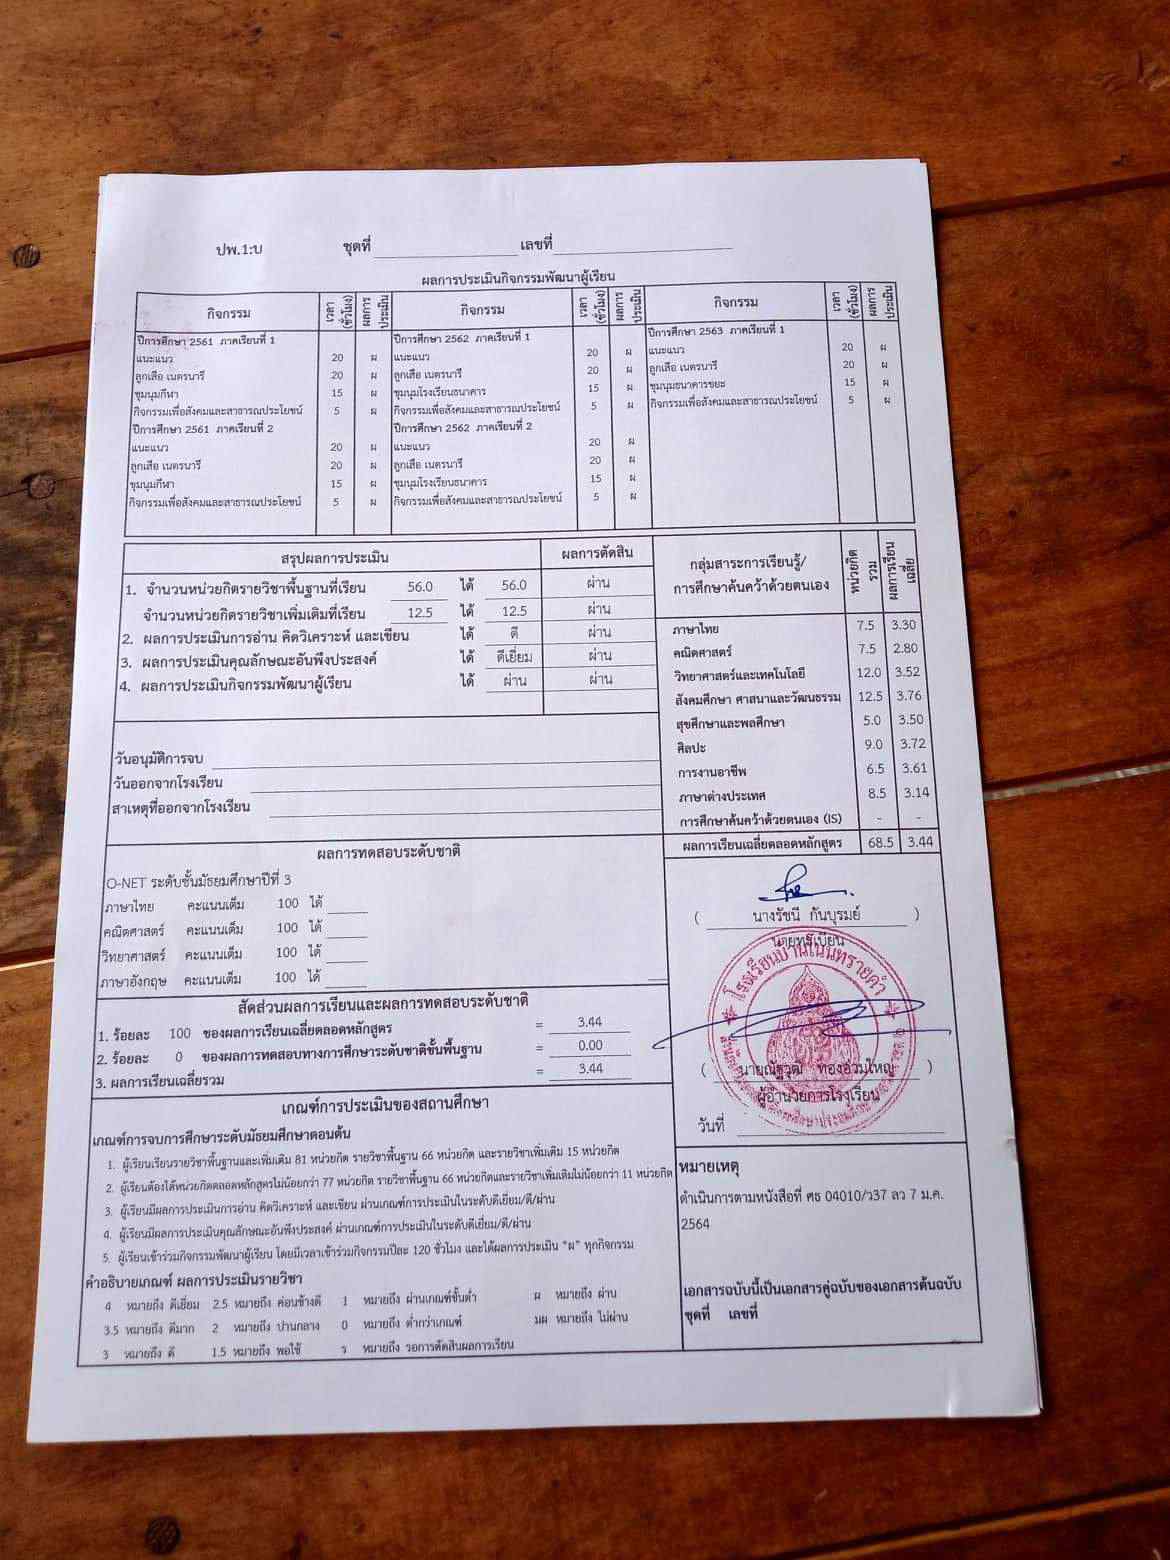 ปพ.1:บ ชุดที่ เลขที่
ผลการประเมินกิจกรรมพัฒนาผู้เรียน
กิจกรรม เวลา (ชั่วโมง) ผลการประเมิน กิจกรรม เวลา (ชั่วโมง) ผลการประเมิน กิจกรรม เวลา (ชั่วโมง) ผลการประเมิน
ปีการศึกษา 2561 ภาคเรียนที่ 1 ปีการศึกษา 2562 ภาคเรียนที่ 1 ปีการศึกษา 2563 ภาคเรียนที่ 1
แนะแนว 20 ผ แนะแนว 20 ผ แนะแนว 20 ผ
ลูกเสือ เนตรนารี 20 ผ ลูกเสือ เนตรนารี 20 ผ ลูกเสือ เนตรนารี 20 ผ
ชุมนุมกีฬา 15 ผ ชุมนุมโรงเรียนธนาคาร 15 ผ ชุมนุมธนาคารขยะ 15 ผ
กิจกรรมเพื่อสังคมและสาธารณประโยชน์ 5 ผ กิจกรรมเพื่อสังคมและสาธารณประโยชน์ 5 ผ กิจกรรมเพื่อสังคมและสาธารณประโยชน์ 5 ผ
ปีการศึกษา 2561 ภาคเรียนที่ 2 ปีการศึกษา 2562 ภาคเรียนที่ 2
แนะแนว 20 ผ แนะแนว 20 ผ
ลูกเสือ เนตรนารี 20 ผ ลูกเสือ เนตรนารี 20 ผ
ชุมนุมกีฬา 15 ผ ชุมนุมโรงเรียนธนาคาร 15 ผ
กิจกรรมเพื่อสังคมและสาธารณประโยชน์ 5 ผ กิจกรรมเพื่อสังคมและสาธารณประโยชน์ 5 ผ
สรุปผลการประเมิน ผลการตัดสิน
1. จำนวนหน่วยกิตรายวิชาพื้นฐานที่เรียน 56.0 ได้ 56.0 ผ่าน
จำนวนหน่วยกิตรายวิชาเพิ่มเติมที่เรียน 12.5 ได้ 12.5 ผ่าน
2. ผลการประเมินการอ่าน คิดวิเคราะห์ และเขียน ได้ ดี ผ่าน
3. ผลการประเมินคุณลักษณะอันพึงประสงค์ ได้ ดีเยี่ยม ผ่าน
4. ผลการประเมินกิจกรรมพัฒนาผู้เรียน ได้ ผ่าน ผ่าน
วันอนุมัติการจบ
วันออกจากโรงเรียน
สาเหตุที่ออกจากโรงเรียน
กลุ่มสาระการเรียนรู้/ การศึกษาค้นคว้าด้วยตนเอง หน่วยกิตรวม ผลการเรียนเฉลี่ย
ภาษาไทย 7.5 3.30
คณิตศาสตร์ 7.5 2.80
วิทยาศาสตร์และเทคโนโลยี 12.0 3.52
สังคมศึกษา ศาสนาและวัฒนธรรม 12.5 3.76
สุขศึกษาและพลศึกษา 5.0 3.50
ศิลปะ 9.0 3.72
การงานอาชีพ 6.5 3.61
ภาษาต่างประเทศ 8.5 3.14
การศึกษาค้นคว้าด้วยตนเอง (IS) - -
ผลการเรียนเฉลี่ยตลอดหลักสูตร 68.5 3.44
ผลการทดสอบระดับชาติ
O-NET ระดับชั้นมัธยมศึกษาปีที่ 3
ภาษาไทย คะแนนเต็ม 100 ได้
คณิตศาสตร์ คะแนนเต็ม 100 ได้
วิทยาศาสตร์ คะแนนเต็ม 100 ได้
ภาษาอังกฤษ คะแนนเต็ม 100 ได้
สัดส่วนผลการเรียนและผลการทดสอบระดับชาติ
1. ร้อยละ 100 ของผลการเรียนเฉลี่ยตลอดหลักสูตร = 3.44
2. ร้อยละ 0 ของผลการทดสอบทางการศึกษาระดับชาติขั้นพื้นฐาน = 0.00
3. ผลการเรียนเฉลี่ยรวม = 3.44
( นางรัชนี กันบุรมย์ )
นายทะเบียน
โรงเรียนบ้านโนนทรายคำ
( นายณัฐวุฒ ทองอ่วมใหญ่ )
ผู้อำนวยการโรงเรียน
วันที่
เกณฑ์การประเมินของสถานศึกษา
เกณฑ์การจบการศึกษาระดับมัธยมศึกษาตอนต้น
1. ผู้เรียนเรียนรายวิชาพื้นฐานและเพิ่มเติม 81 หน่วยกิต รายวิชาพื้นฐาน 66 หน่วยกิต และรายวิชาเพิ่มเติม 15 หน่วยกิต
2. ผู้เรียนต้องได้หน่วยกิตตลอดหลักสูตรไม่น้อยกว่า 77 หน่วยกิต รายวิชาพื้นฐาน 66 หน่วยกิตและรายวิชาเพิ่มเติมไม่น้อยกว่า 11 หน่วยกิต
3. ผู้เรียนมีผลการประเมินการอ่าน คิดวิเคราะห์ และเขียน ผ่านเกณฑ์การประเมินในระดับดีเยี่ยม/ดี/ผ่าน
4. ผู้เรียนมีผลการประเมินคุณลักษณะอันพึงประสงค์ ผ่านเกณฑ์การประเมินในระดับดีเยี่ยม/ดี/ผ่าน
5. ผู้เรียนเข้าร่วมกิจกรรมพัฒนาผู้เรียน โดยมีเวลาเข้าร่วมกิจกรรมปีละ 120 ชั่วโมง และได้ผลการประเมิน "ผ" ทุกกิจกรรม
คำอธิบายเกณฑ์ ผลการประเมินรายวิชา
4 หมายถึง ดีเยี่ยม 2.5 หมายถึง ค่อนข้างดี 1 หมายถึง ผ่านเกณฑ์ขั้นต่ำ ผ หมายถึง ผ่าน
3.5 หมายถึง ดีมาก 2 หมายถึง ปานกลาง 0 หมายถึง ต่ำกว่าเกณฑ์ มผ หมายถึง ไม่ผ่าน
3 หมายถึง ดี 1.5 หมายถึง พอใช้ ร หมายถึง รอการตัดสินผลการเรียน
หมายเหตุ
ดำเนินการตามหนังสือที่ ศธ 04010/ว37 ลว 7 ม.ค.
2564
เอกสารฉบับนี้เป็นเอกสารคู่ฉบับของเอกสารต้นฉบับ
ชุดที่ เลขที่